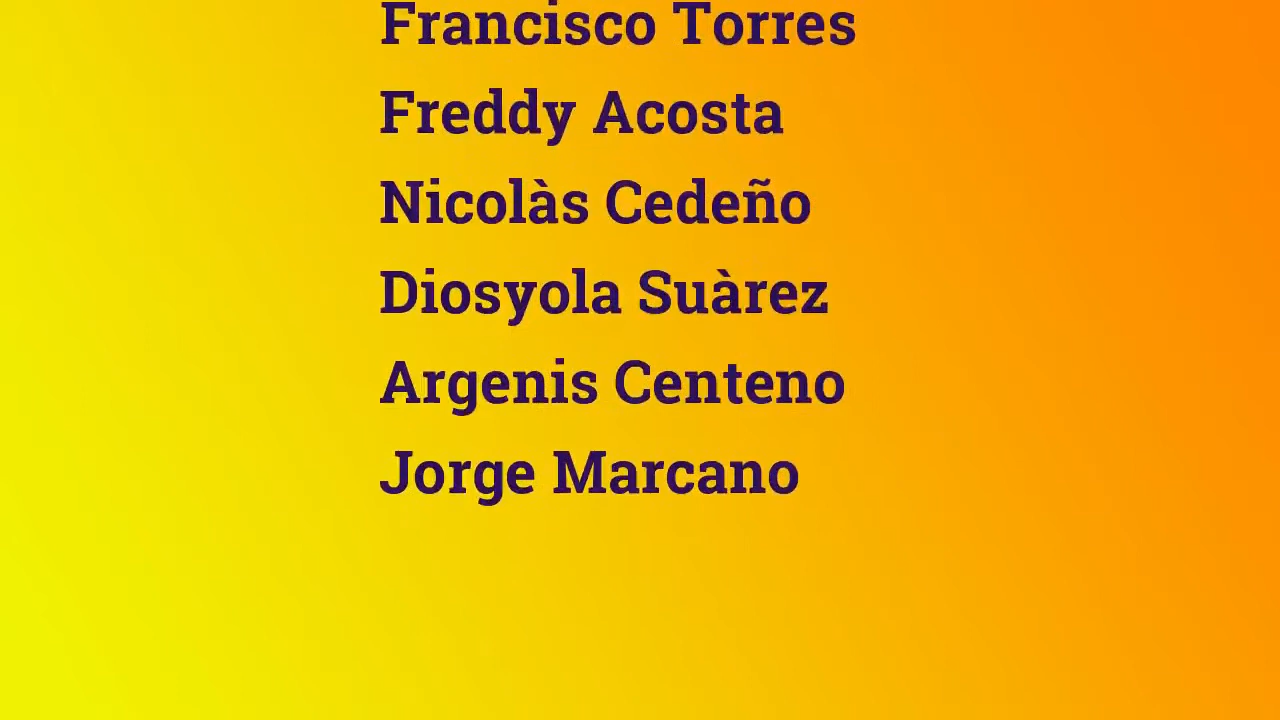 Francisco Torres
Freddy Acosta
Nicolàs Cedeño
Diosyola Suàrez
Argenis Centeno
Jorge Marcano